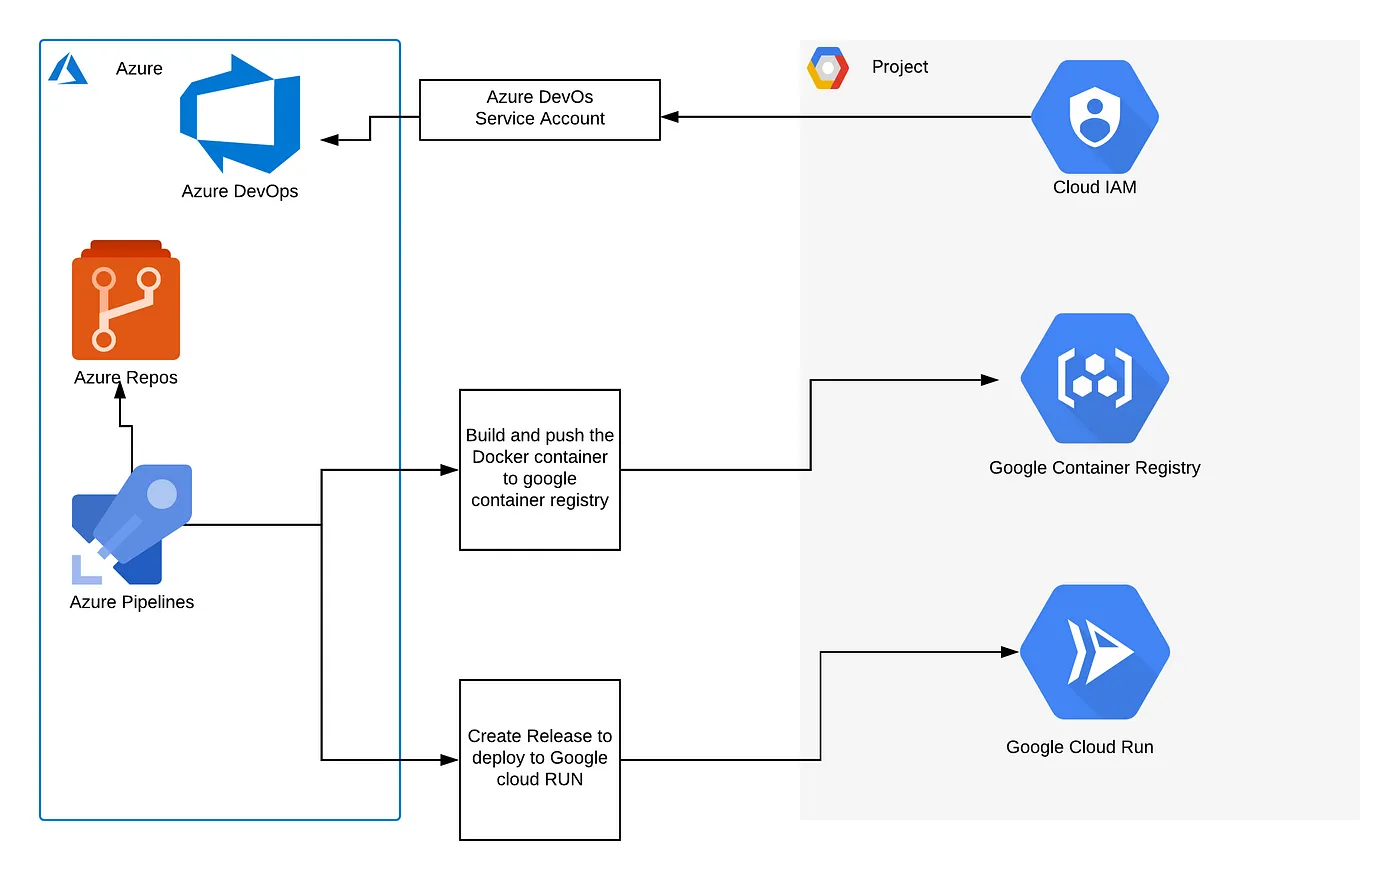 Azure
Project
Azure DevOs
Service Account
Azure DevOps
Cloud IAM
Azure Repos
Build and push the
Docker container
to google
container registry
Google Container Registry
Azure Pipelines
Create Release to
deploy to Google
cloud RUN
Google Cloud Run